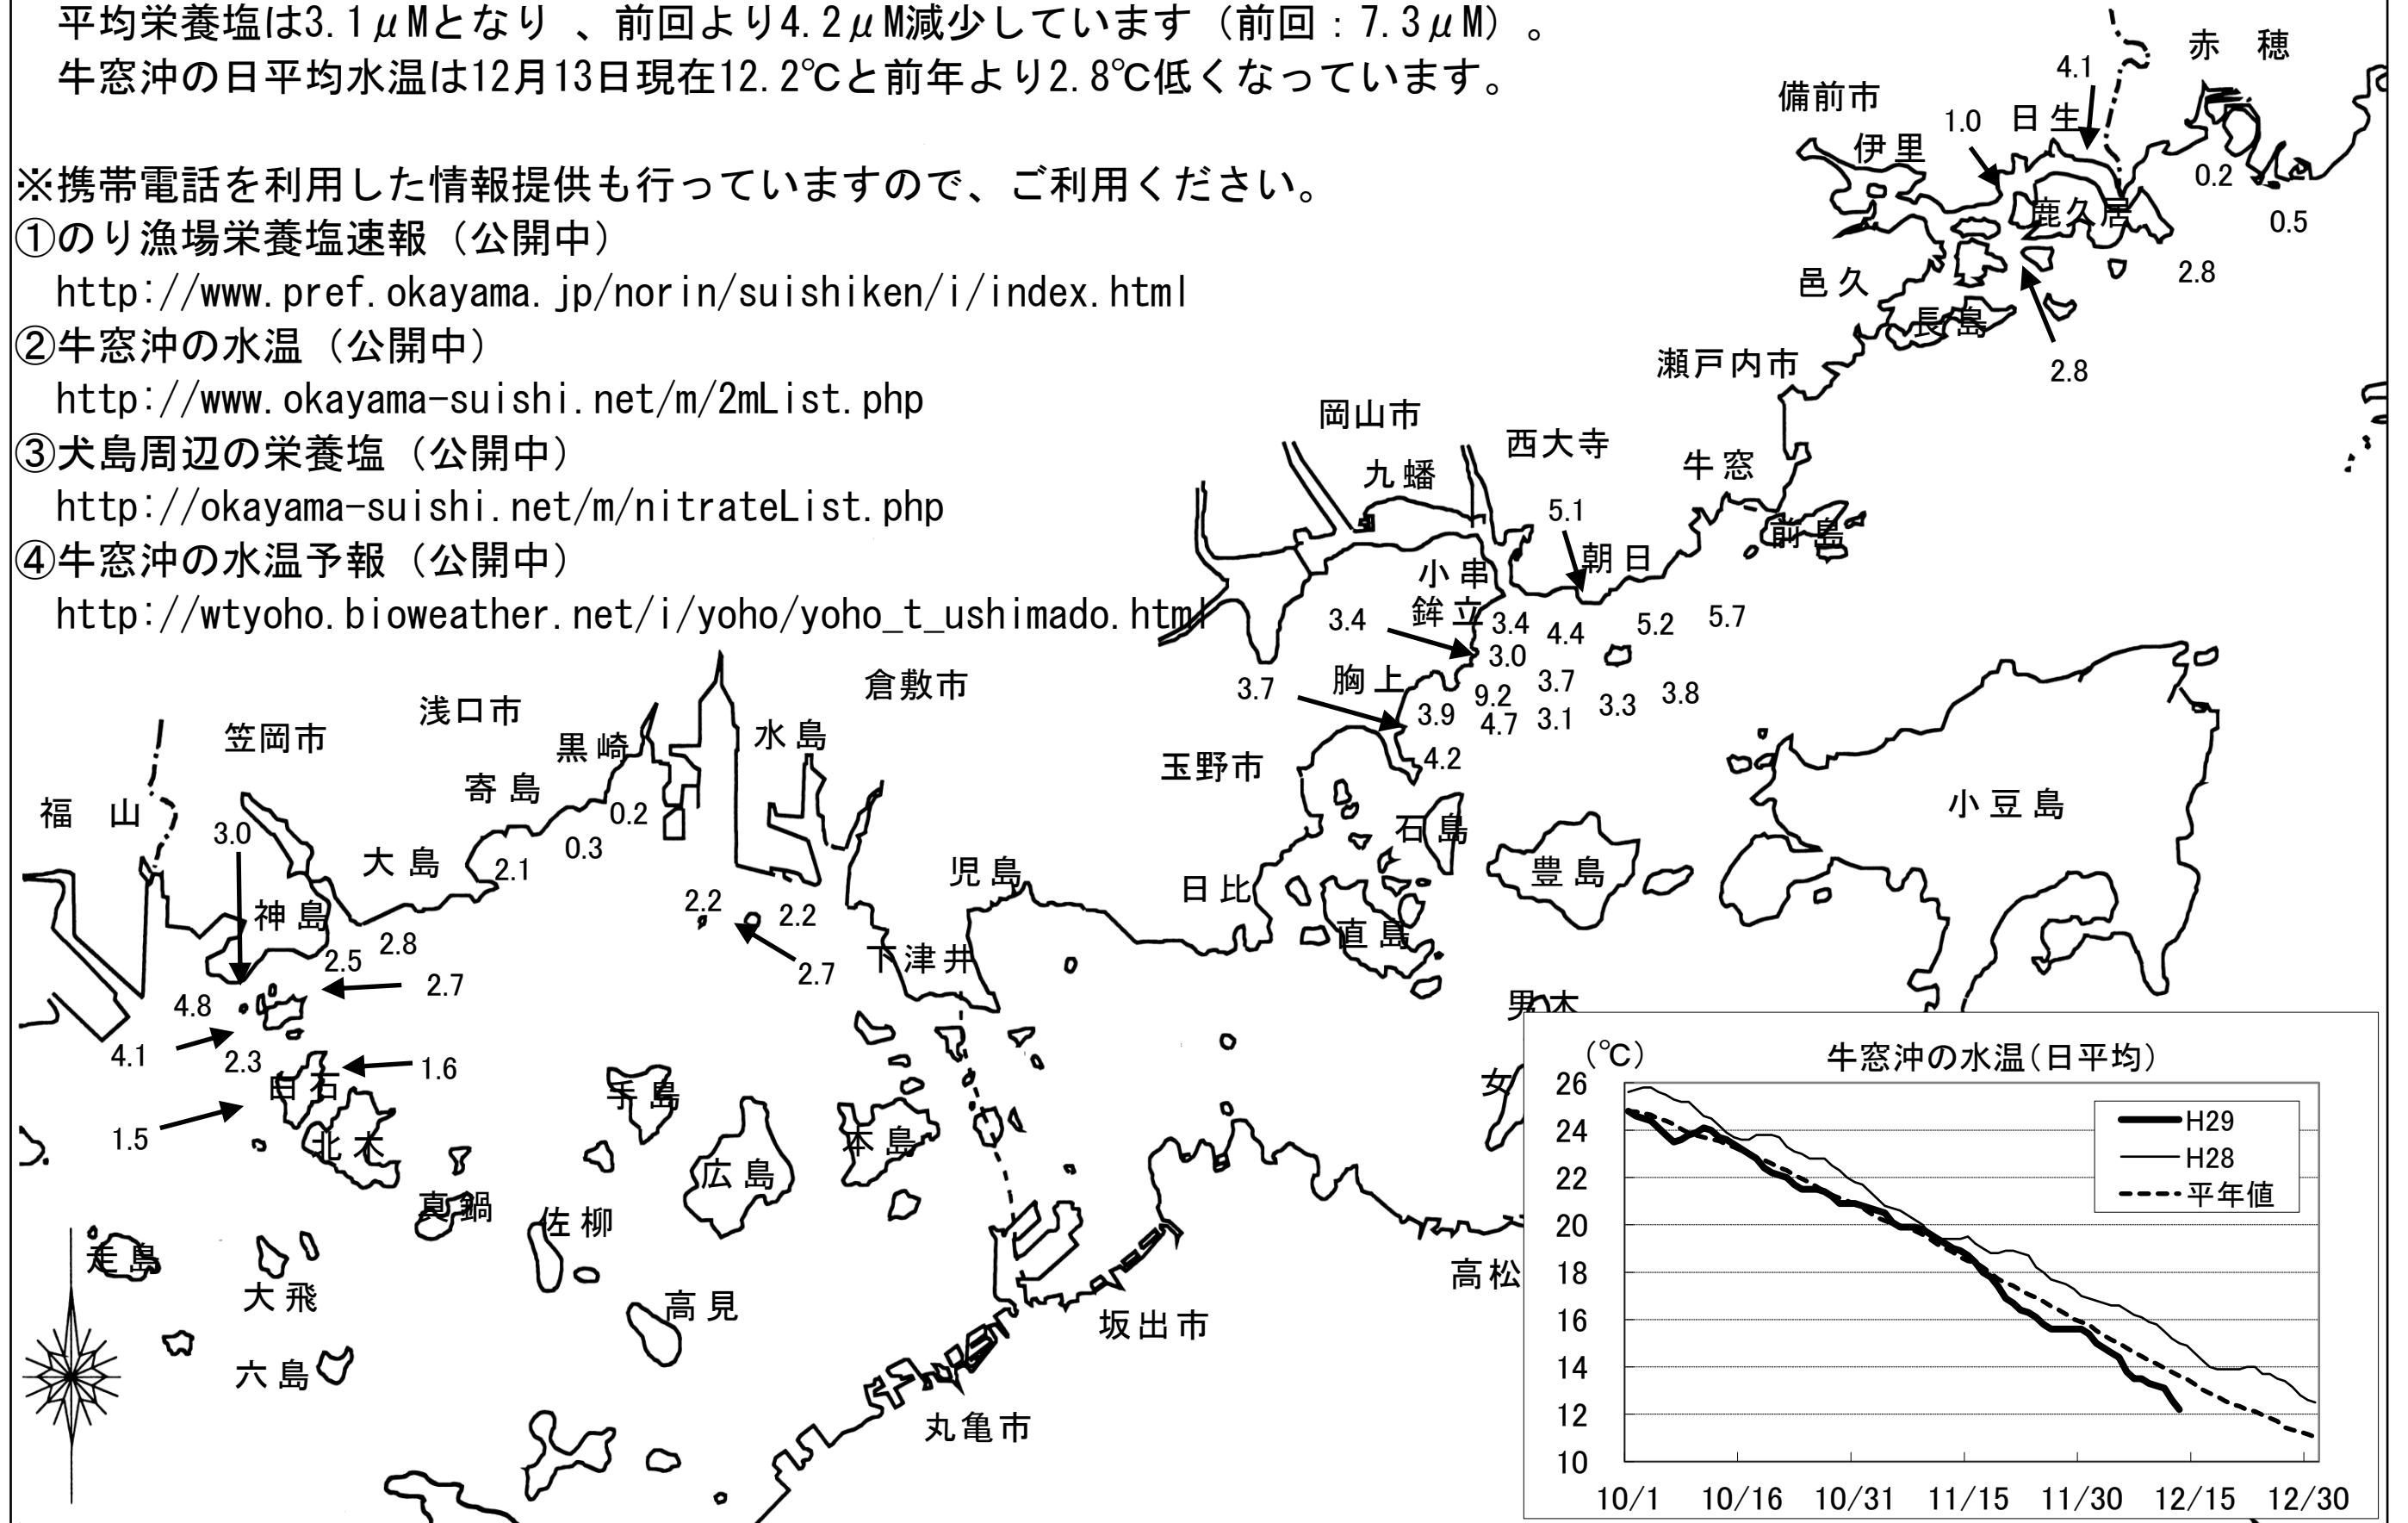 平均栄養塩は3.1μMとなり 、前回より4.2μM減少しています（前回：7.3μM）。
牛窓沖の日平均水温は12月13日現在12.2℃と前年より2.8℃低くなっています。
※携帯電話を利用した情報提供も行っていますので、ご利用ください。
①のり漁場栄養塩速報（公開中）
http://www.pref.okayama.jp/norin/suishiken/i/index.html
②牛窓沖の水温（公開中）
http://www.okayama-suishi.net/m/2mList.php
③犬島周辺の栄養塩（公開中）
http://okayama-suishi.net/m/nitrateList.php
④牛窓沖の水温予報（公開中）
http://wtyoho.bioweather.net/i/yoho/yoho_t_ushimado.html
赤 穂
4.1
備前市
1.0
日生
伊里
0.2
鹿久居
0.5
2.8
邑久
長島
2.8
瀬戸内市
岡山市
西大寺
九蟠
牛窓
5.1
前島
朝日
小串
鉾立
3.4
3.4
4.4
5.2
5.7
3.0
胸上
3.7
3.7
9.2
3.8
3.3
3.9
4.7
3.1
4.2
倉敷市
浅口市
笠岡市
黒崎
水島
玉野市
寄島
福 山
0.2
3.0
0.3
小豆島
石島
大島
2.1
豊島
児島
日比
神島
2.2
2.2
直島
2.8
2.5
下津井
2.7
2.7
4.8
男木
4.1
2.3
1.6
白石
手島
女
1.5
北木
本島
広島
真鍋
佐柳
走島
高松
大飛
高見
坂出市
六島
丸亀市
(℃)
牛窓沖の水温(日平均)
26
24
22
20
18
16
14
12
10
H29
H28
平年値
10/1 10/16 10/31 11/15 11/30 12/15 12/30